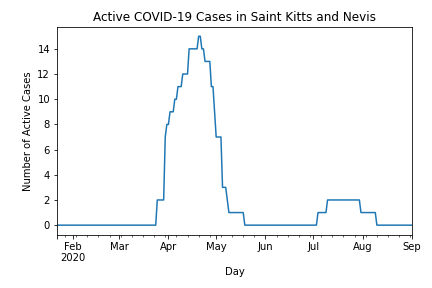 Active COVID-19 Cases in Saint Kitts and Nevis
Number of Active Cases
14
12
10
8
6
4
2
0
Feb Mar Apr May Jun Jul Aug Sep
2020
Day